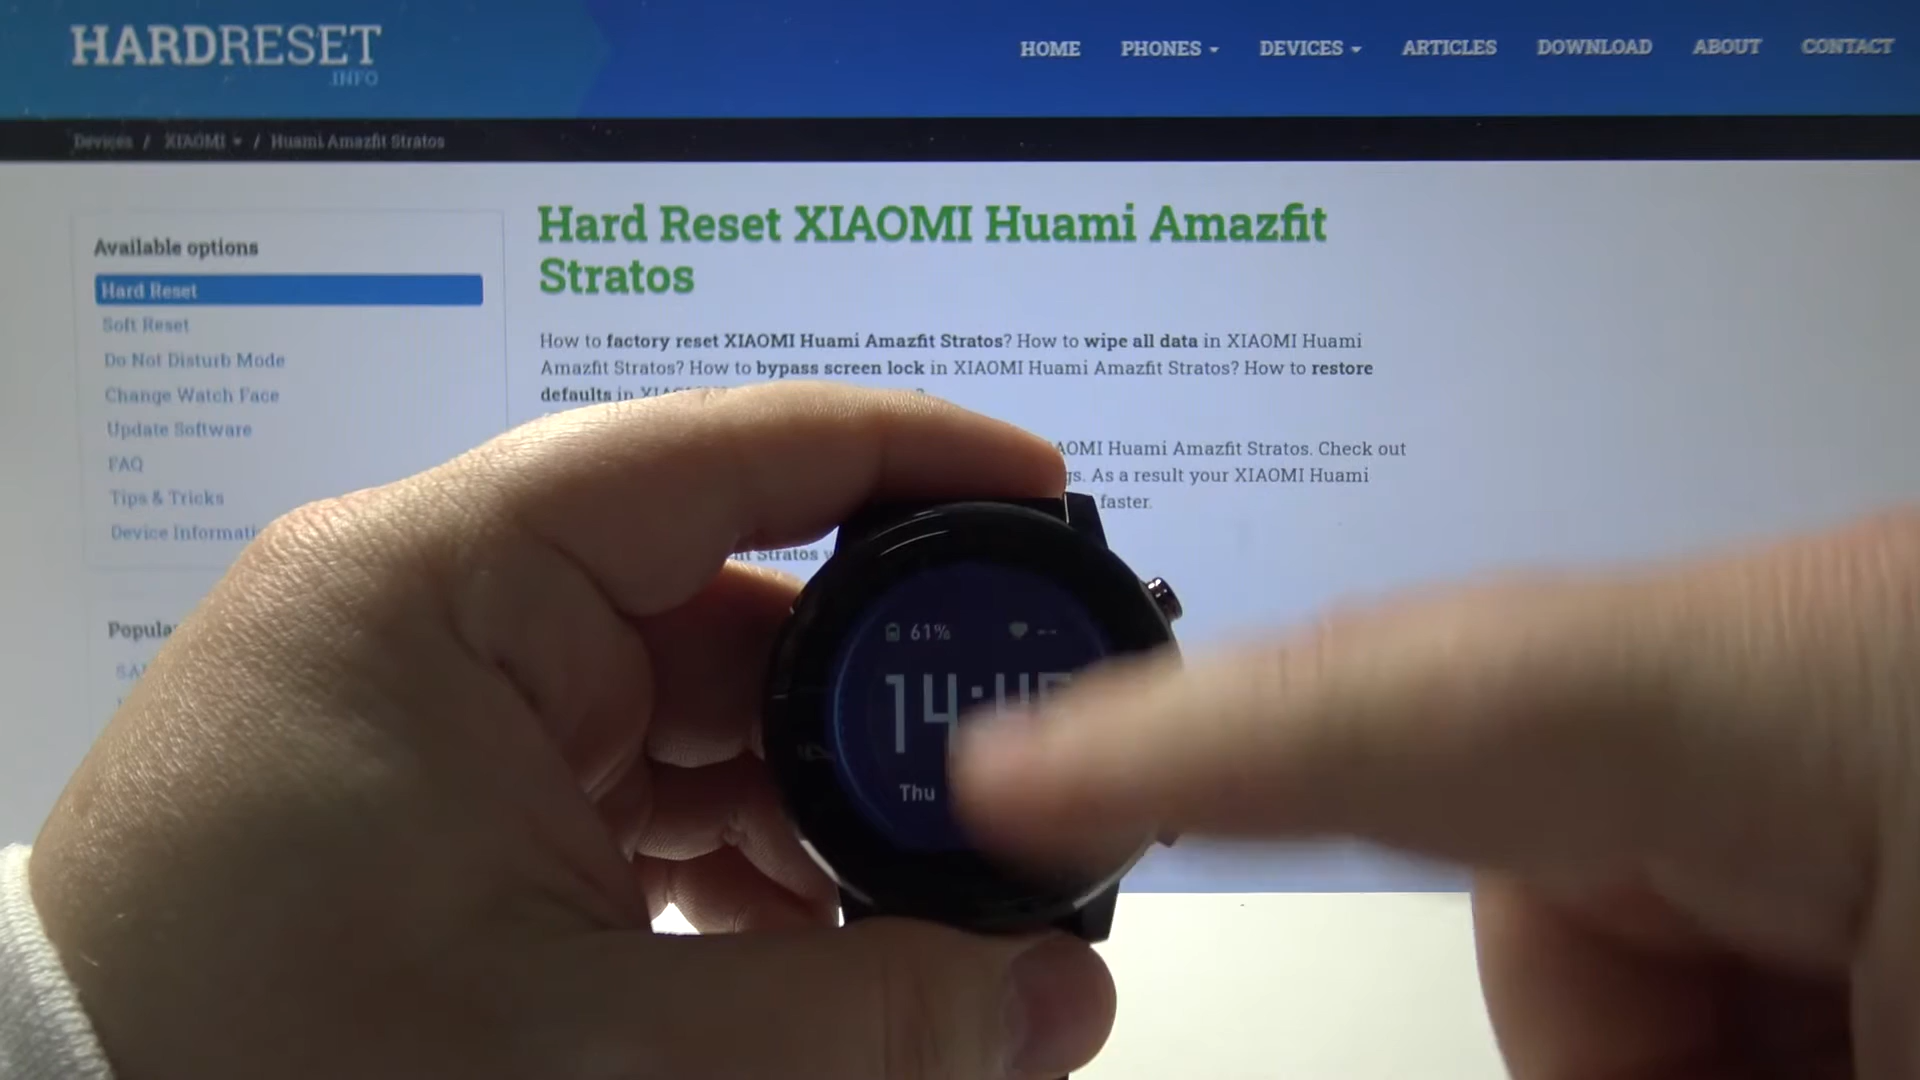 HARDRESET
.INFO
HOME PHONES DEVICES ARTICLES DOWNLOAD ABOUT CONTACT
Devices / XIAOMI / Huami Amazfit Stratos
Available options
Hard Reset
Soft Reset
Do Not Disturb Mode
Change Watch Face
Update Software
FAQ
Tips & Tricks
Device
Hard Reset XIAOMI Huami Amazfit
Stratos
How to factory reset XIAOMI Huami Amazfit Stratos? How to wipe all data in XIAOMI Huami
Amazfit Stratos? How to bypass screen lock in XIAOMI Huami Amazfit Stratos? How to restore
defaults in
Huami Amazfit Stratos. Check out
As a result your XIAOMI Huami
faster.
Stratos
61% --
14:
Thu